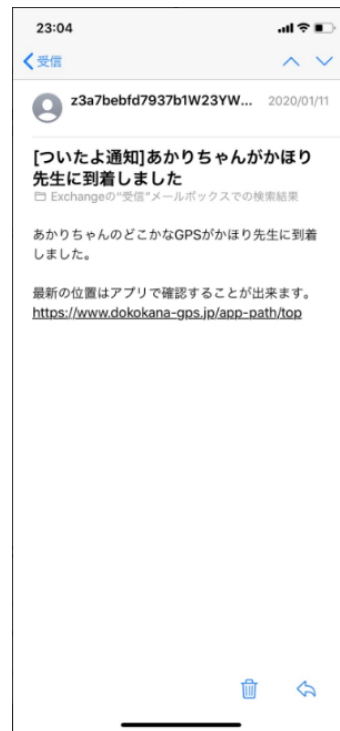 23:04
受信
z3a7bebfd7937b1W23YW... 2020/01/11
[ついたよ通知]あかりちゃんがかほり
先生に到着しました
Exchangeの"受信"メールボックスでの検索結果
あかりちゃんのどこかなGPSがかほり先生に到着
しました。
最新の位置はアプリで確認することが出来ます。
https://www.dokokana-gps.jp/app-path/top